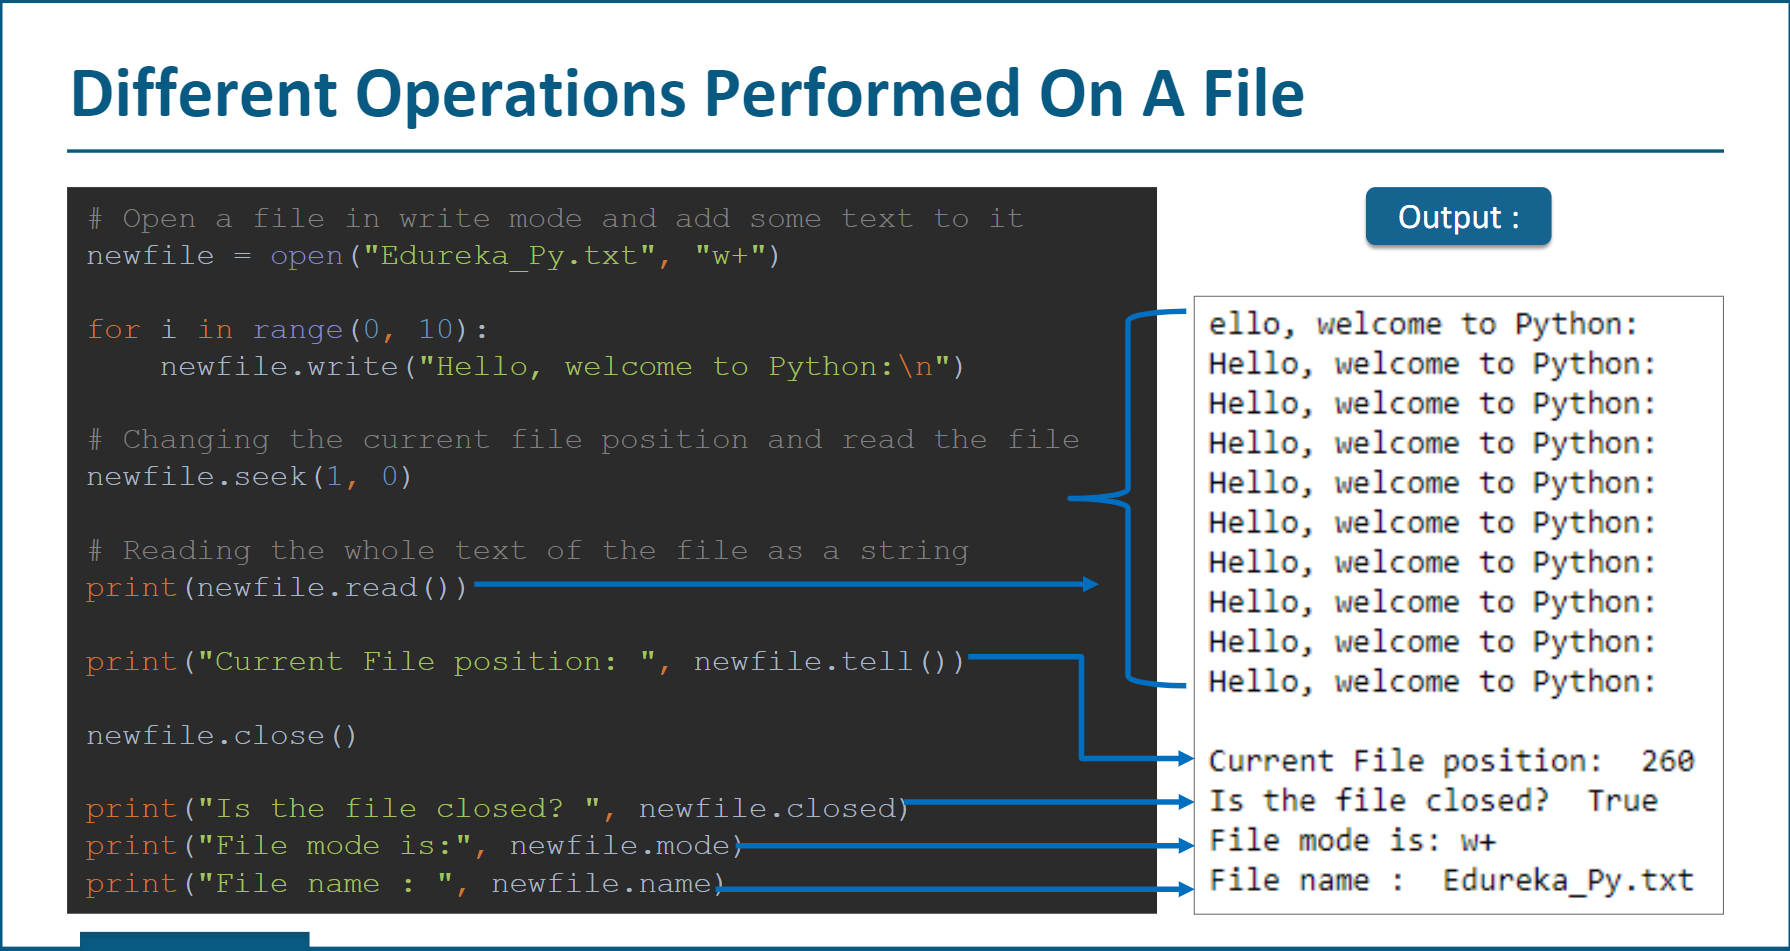 Different Operations Performed On A File
# Open a file in write mode and add some text to it
newfile = open("Edureka_Py.txt", "w+")
for i in range(0, 10):
newfile.write("Hello, welcome to Python:\n")
# Changing the current file position and read the file
newfile.seek(1, 0)
# Reading the whole text of the file as a string
print(newfile.read())
print("Current File position: ", newfile.tell())
newfile.close()
print("Is the file closed? ", newfile.closed)
print("File mode is:", newfile.mode)
print("File name : ", newfile.name)
Output :
ello, welcome to Python:
Hello, welcome to Python:
Hello, welcome to Python:
Hello, welcome to Python:
Hello, welcome to Python:
Hello, welcome to Python:
Hello, welcome to Python:
Hello, welcome to Python:
Hello, welcome to Python:
Hello, welcome to Python:
Current File position:  260
Is the file closed?  True
File mode is: w+
File name :  Edureka_Py.txt